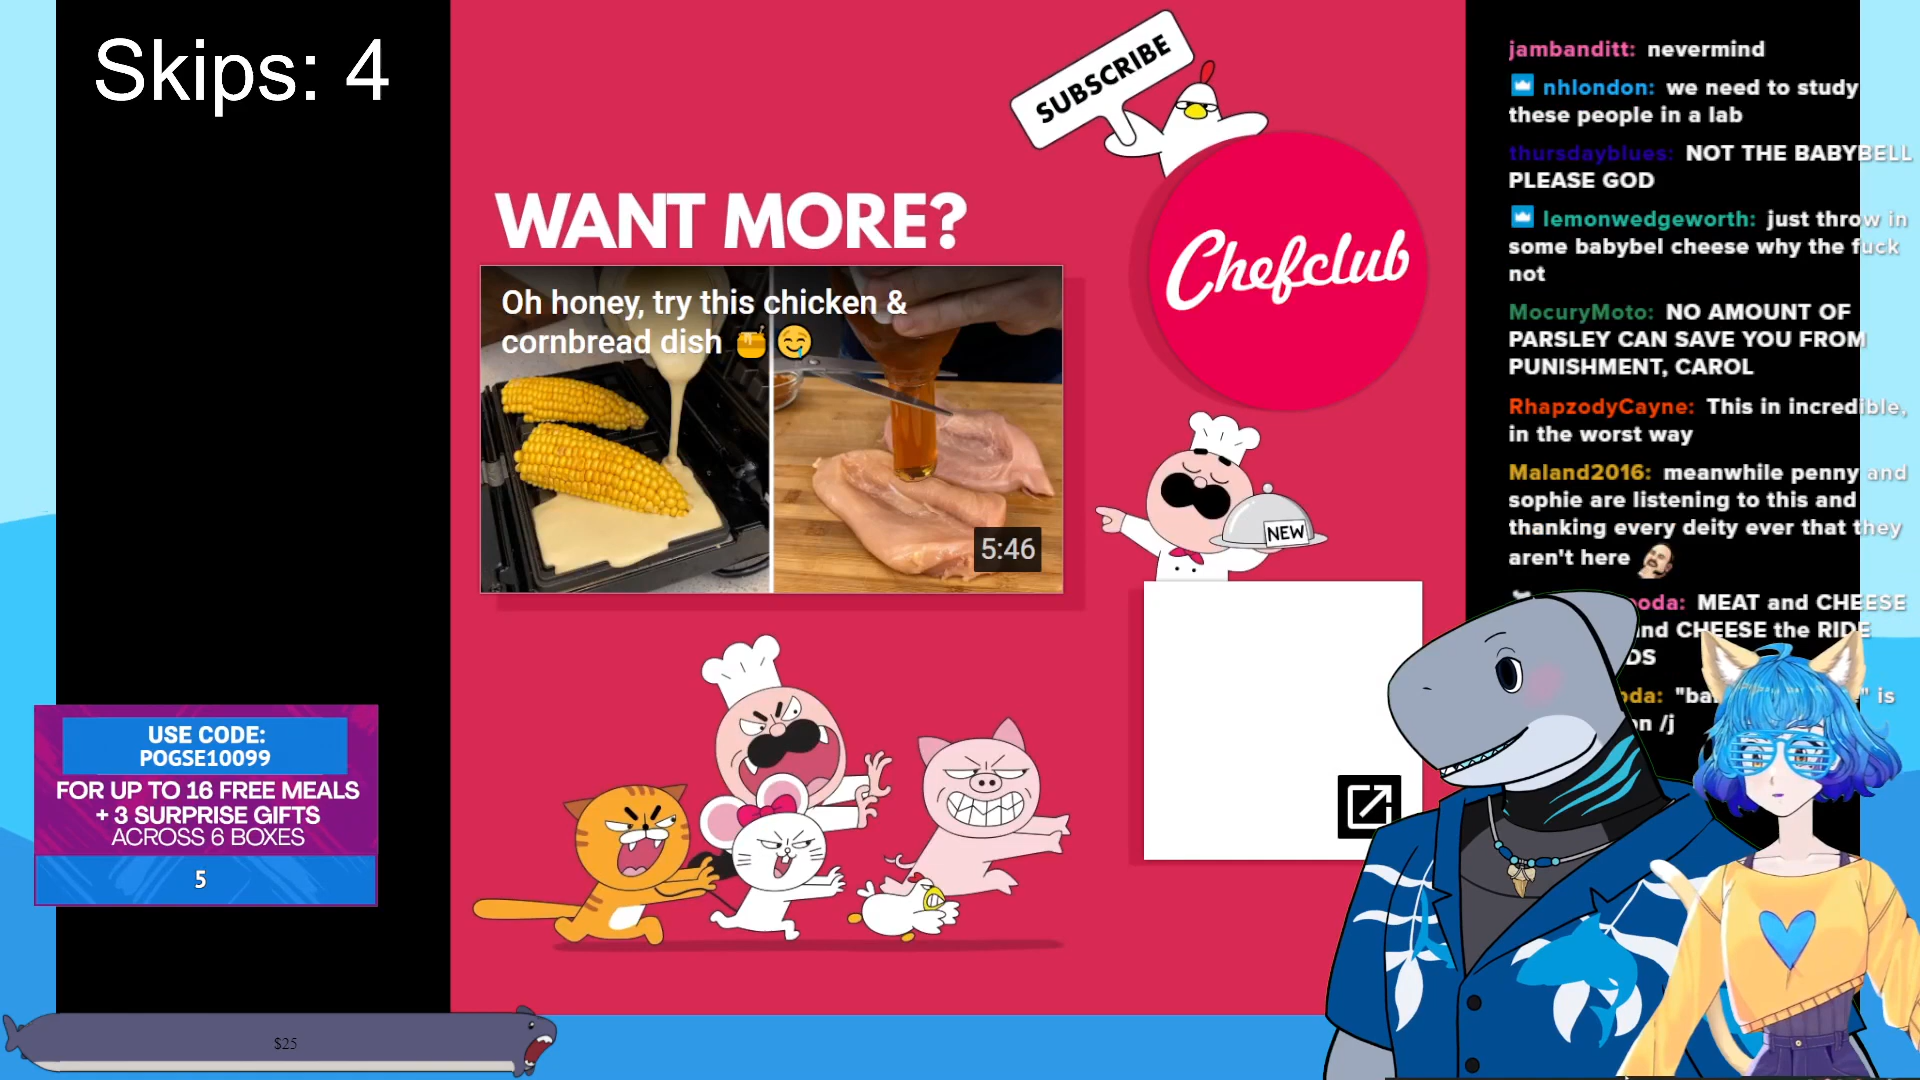 Skips: 4
SUBSCRIBE
WANT MORE?
Chefclub
Oh honey, try this chicken &
cornbread dish 🍯 🤤
5:46
NEW
USE CODE:
POGSE10099
FOR UP TO 16 FREE MEALS
+ 3 SURPRISE GIFTS
ACROSS 6 BOXES
5
$25
jambanditt: nevermind
nhlondon: we need to study
these people in a lab
thursdayblues: NOT THE BABYBELL
PLEASE GOD
lemonwedgeworth: just throw in
some babybel cheese why the fuck
not
MocuryMoto: NO AMOUNT OF
PARSLEY CAN SAVE YOU FROM
PUNISHMENT, CAROL
RhapzodyCayne: This in incredible,
in the worst way
Maland2016: meanwhile penny and
sophie are listening to this and
thanking every deity ever that they
aren't here
MEAT and CHEESE
CHEESE the RIDE
is
/j